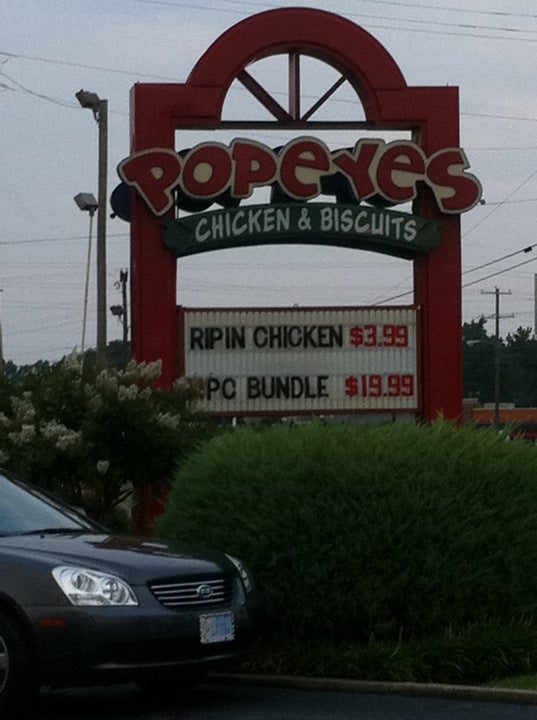 POPEYES
CHICKEN & BISCUITS
RIPIN CHICKEN $3.99
PC BUNDLE $19.99